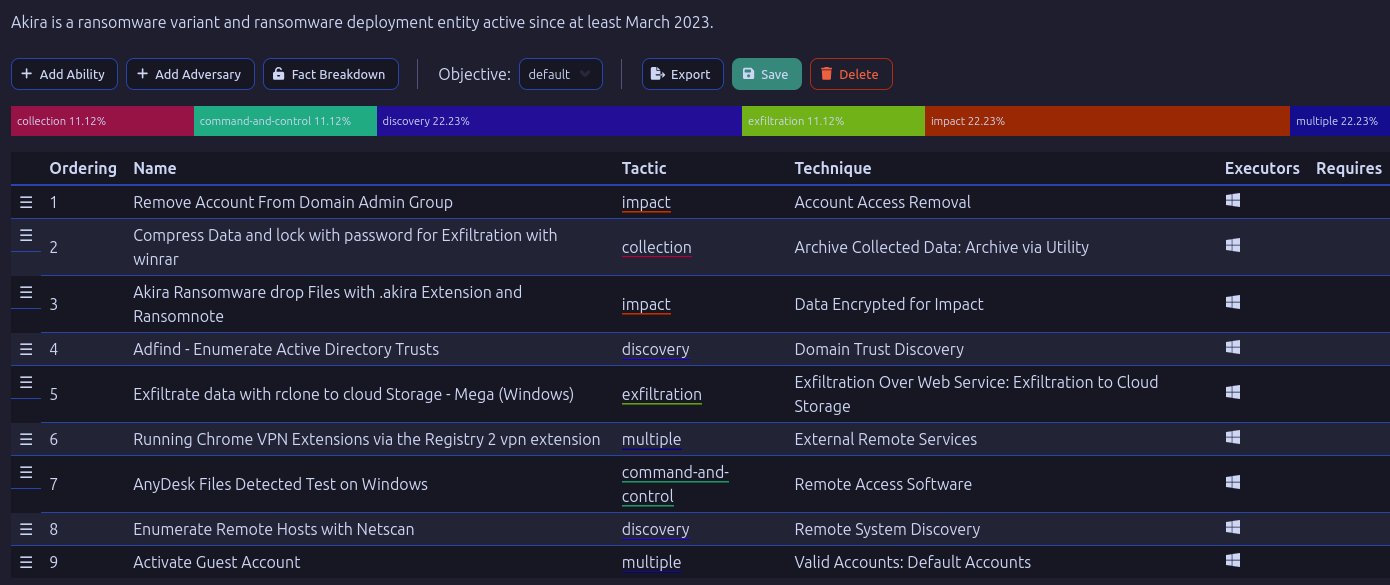 Akira is a ransomware variant and ransomware deployment entity active since at least March 2023.
+ Add Ability + Add Adversary Fact Breakdown Objective: default Export Save Delete
collection 11.12% command-and-control 11.12% discovery 22.23% exfiltration 11.12% impact 22.23% multiple 22.23%
Ordering Name Tactic Technique Executors Requires
1 Remove Account From Domain Admin Group impact Account Access Removal
2 Compress Data and lock with password for Exfiltration with
winrar collection Archive Collected Data: Archive via Utility
3 Akira Ransomware drop Files with .akira Extension and
Ransomnote impact Data Encrypted for Impact
4 Adfind - Enumerate Active Directory Trusts discovery Domain Trust Discovery
5 Exfiltrate data with rclone to cloud Storage - Mega (Windows) exfiltration Exfiltration Over Web Service: Exfiltration to Cloud
Storage
6 Running Chrome VPN Extensions via the Registry 2 vpn extension multiple External Remote Services
7 AnyDesk Files Detected Test on Windows command-and-
control Remote Access Software
8 Enumerate Remote Hosts with Netscan discovery Remote System Discovery
9 Activate Guest Account multiple Valid Accounts: Default Accounts